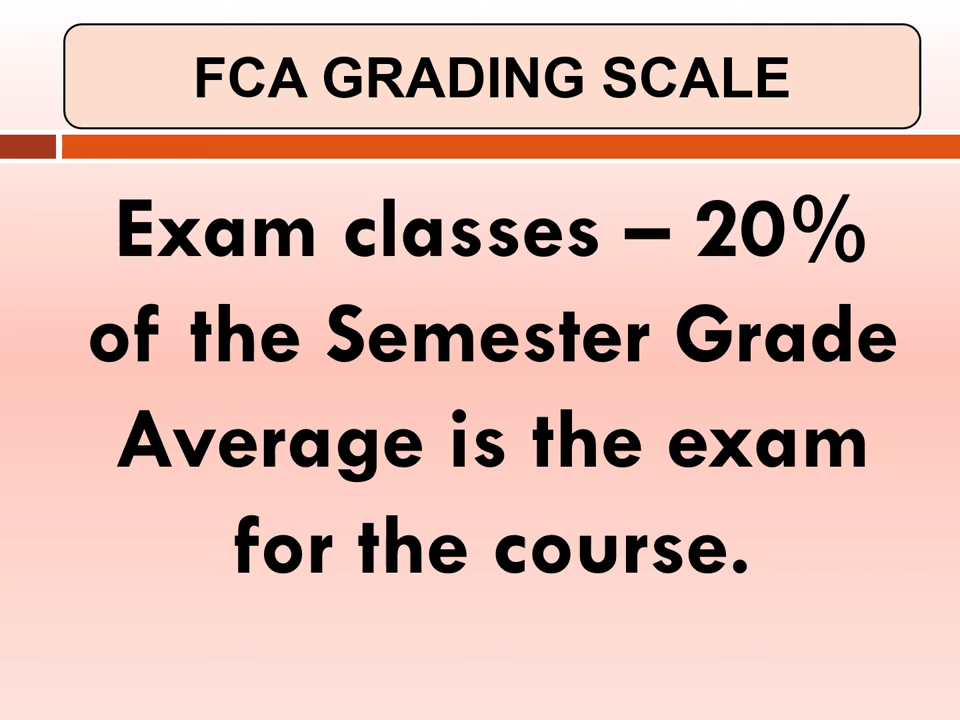 FCA GRADING SCALE
Exam classes – 20%
of the Semester Grade
Average is the exam
for the course.